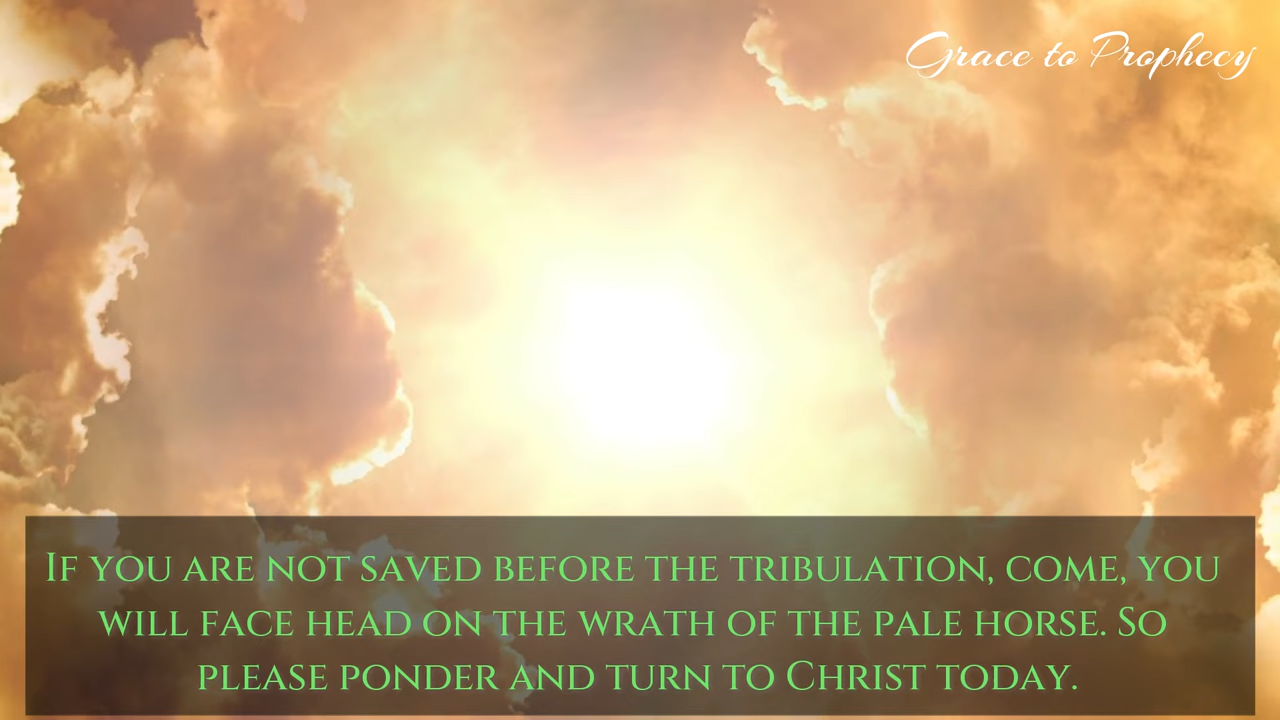 Grace to Prophecy
If you are not saved before the tribulation, come, you
will face head on the wrath of the pale horse. So
please ponder and turn to Christ today.